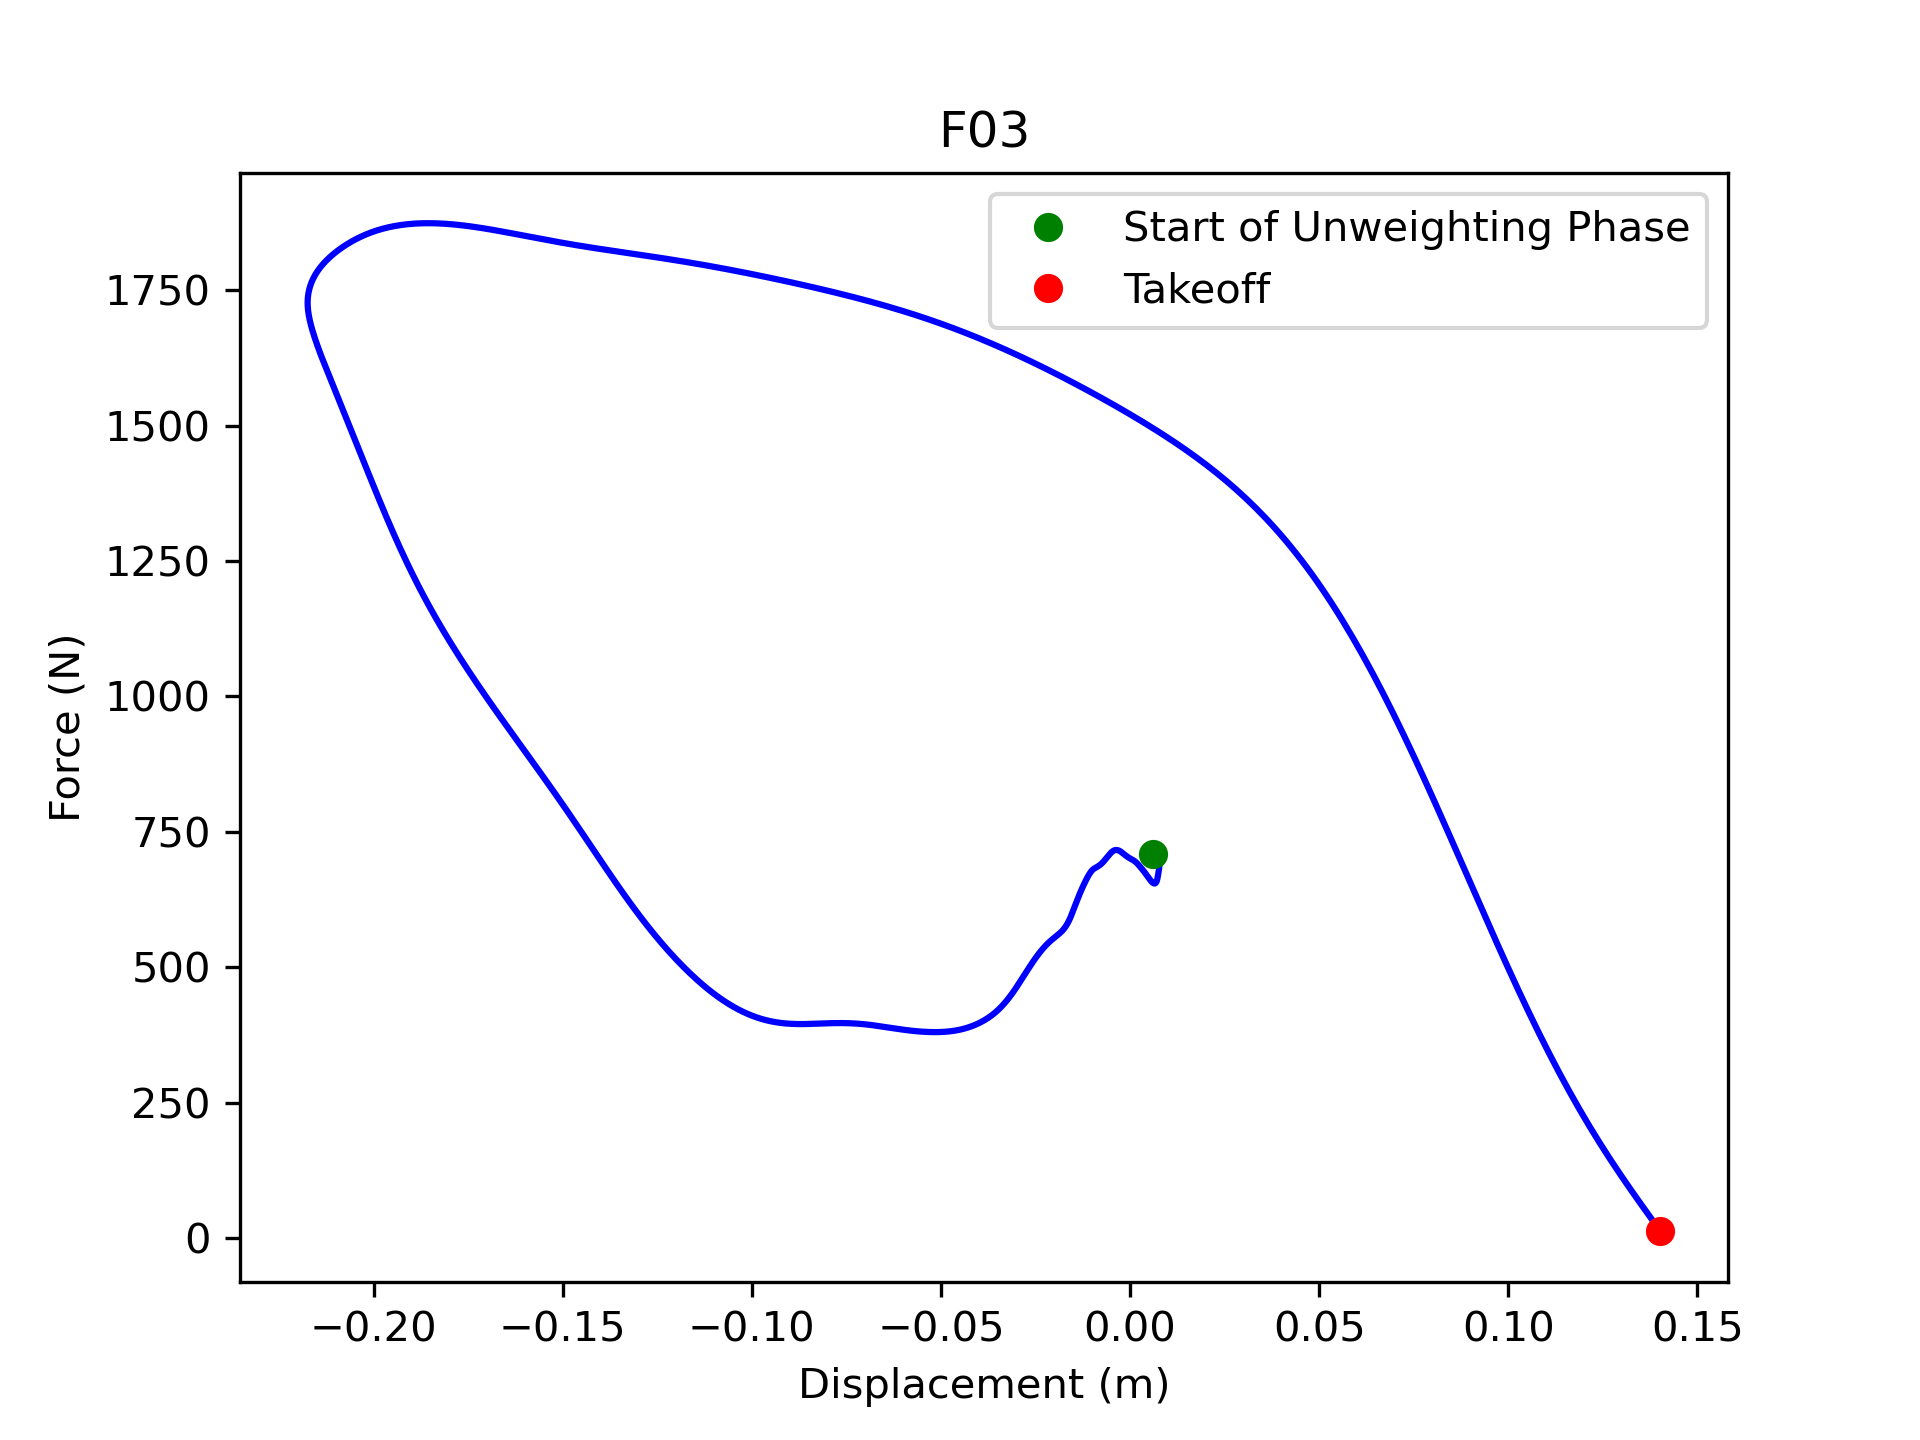 F03
Start of Unweighting Phase
Takeoff
1750
1500
1250
1000
750
500
250
0
Force (N)
−0.20 −0.15 −0.10 −0.05 0.00 0.05 0.10 0.15
Displacement (m)